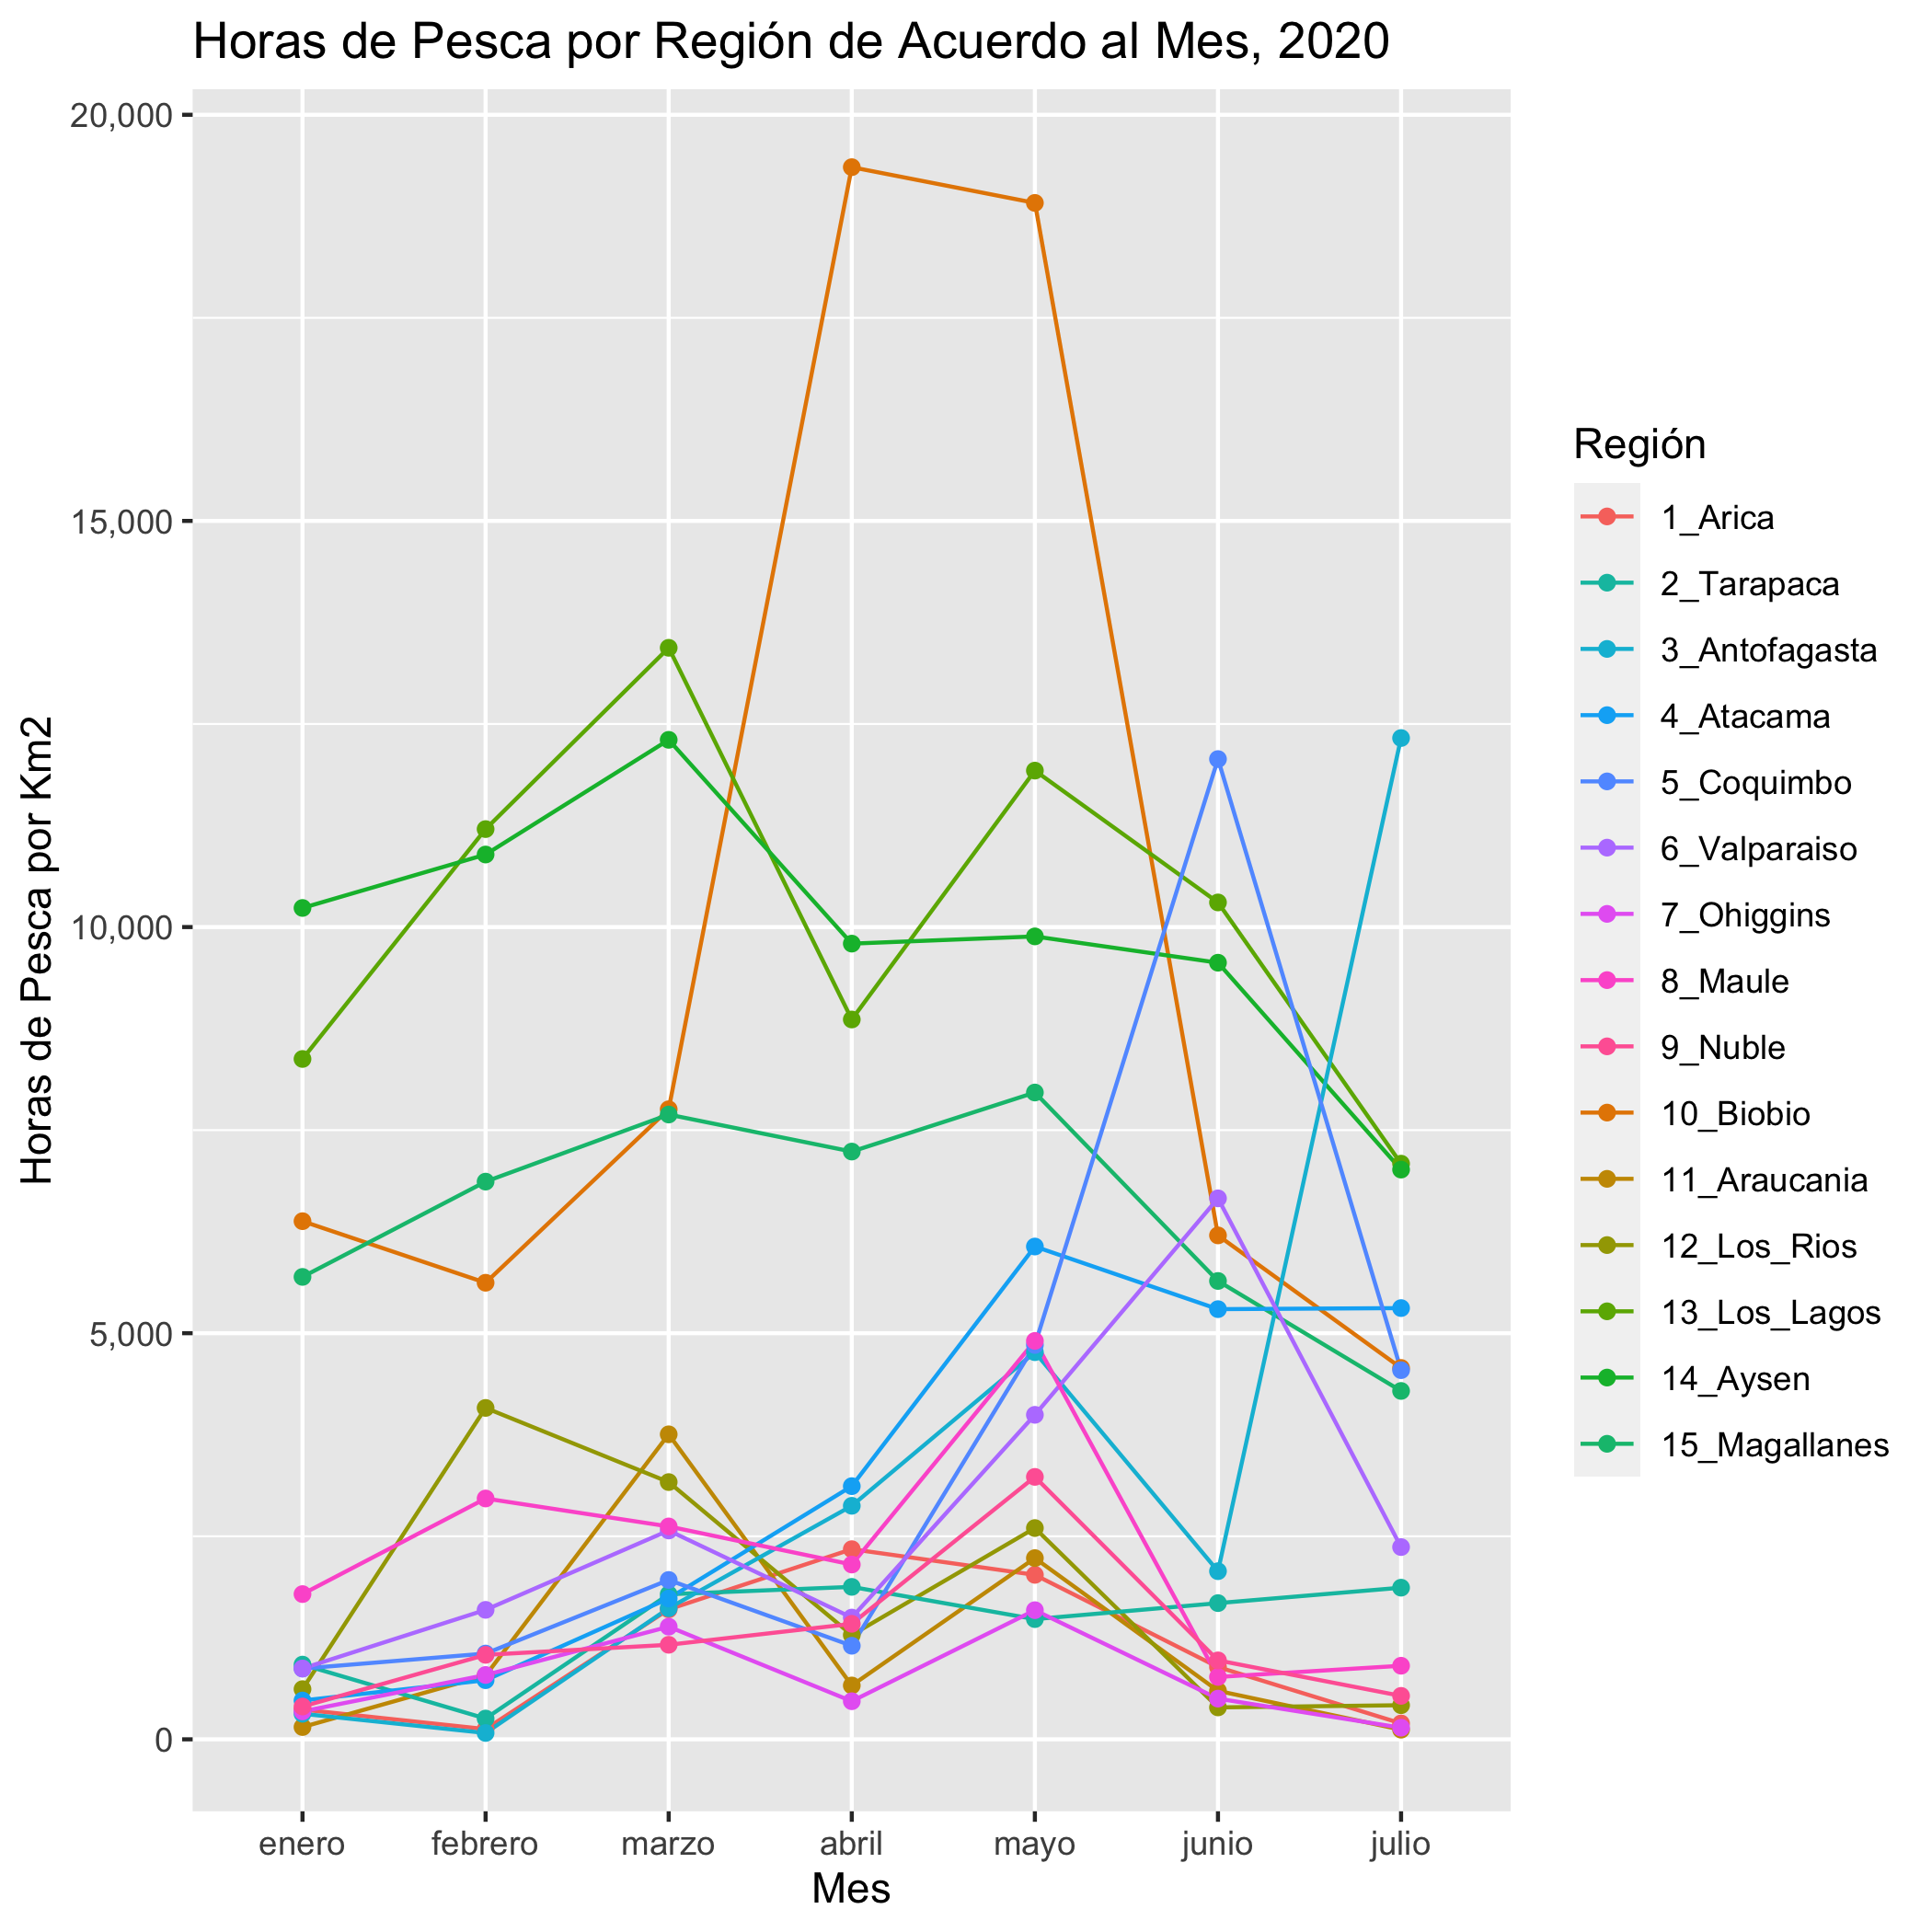 Horas de Pesca por Región de Acuerdo al Mes, 2020
20,000
15,000
10,000
5,000
0
Horas de Pesca por Km2
enero febrero marzo abril mayo junio julio
Mes
Región
1_Arica
2_Tarapaca
3_Antofagasta
4_Atacama
5_Coquimbo
6_Valparaiso
7_Ohiggins
8_Maule
9_Nuble
10_Biobio
11_Araucania
12_Los_Rios
13_Los_Lagos
14_Aysen
15_Magallanes